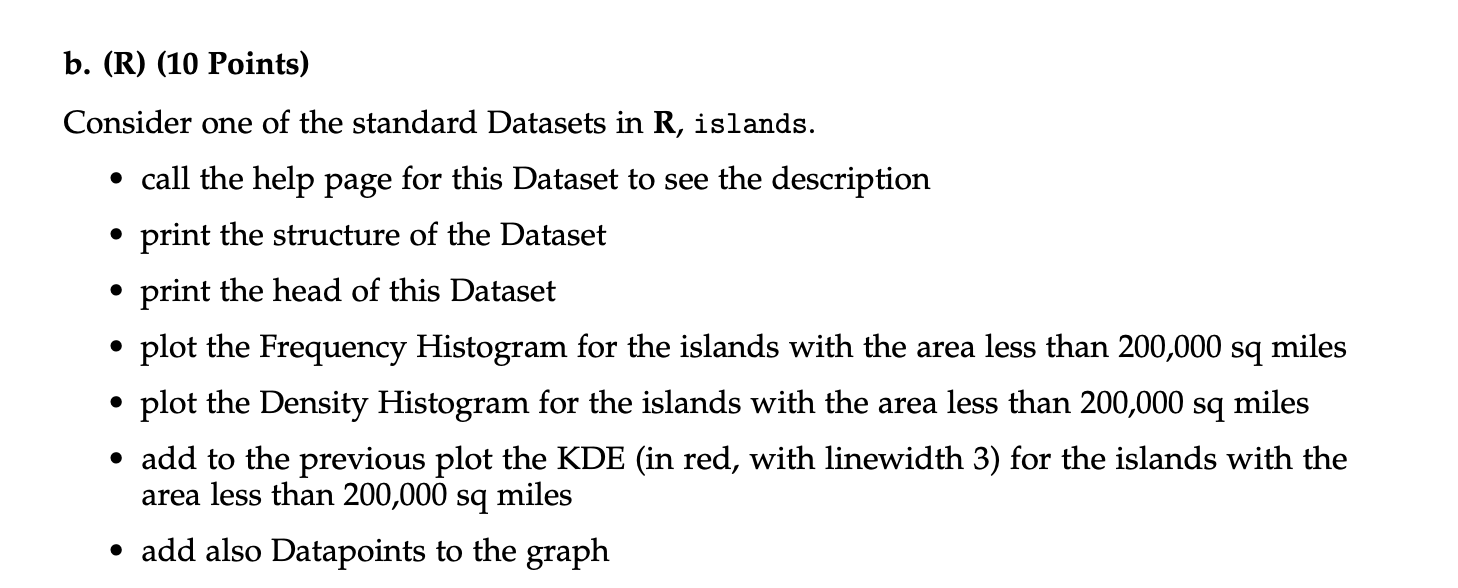 b. (R) (10 Points)
Consider one of the standard Datasets in R, islands.
• call the help page for this Dataset to see the description
• print the structure of the Dataset
• print the head of this Dataset
• plot the Frequency Histogram for the islands with the area less than 200,000 sq miles
• plot the Density Histogram for the islands with the area less than 200,000 sq miles
• add to the previous plot the KDE (in red, with linewidth 3) for the islands with the
area less than 200,000 sq miles
• add also Datapoints to the graph